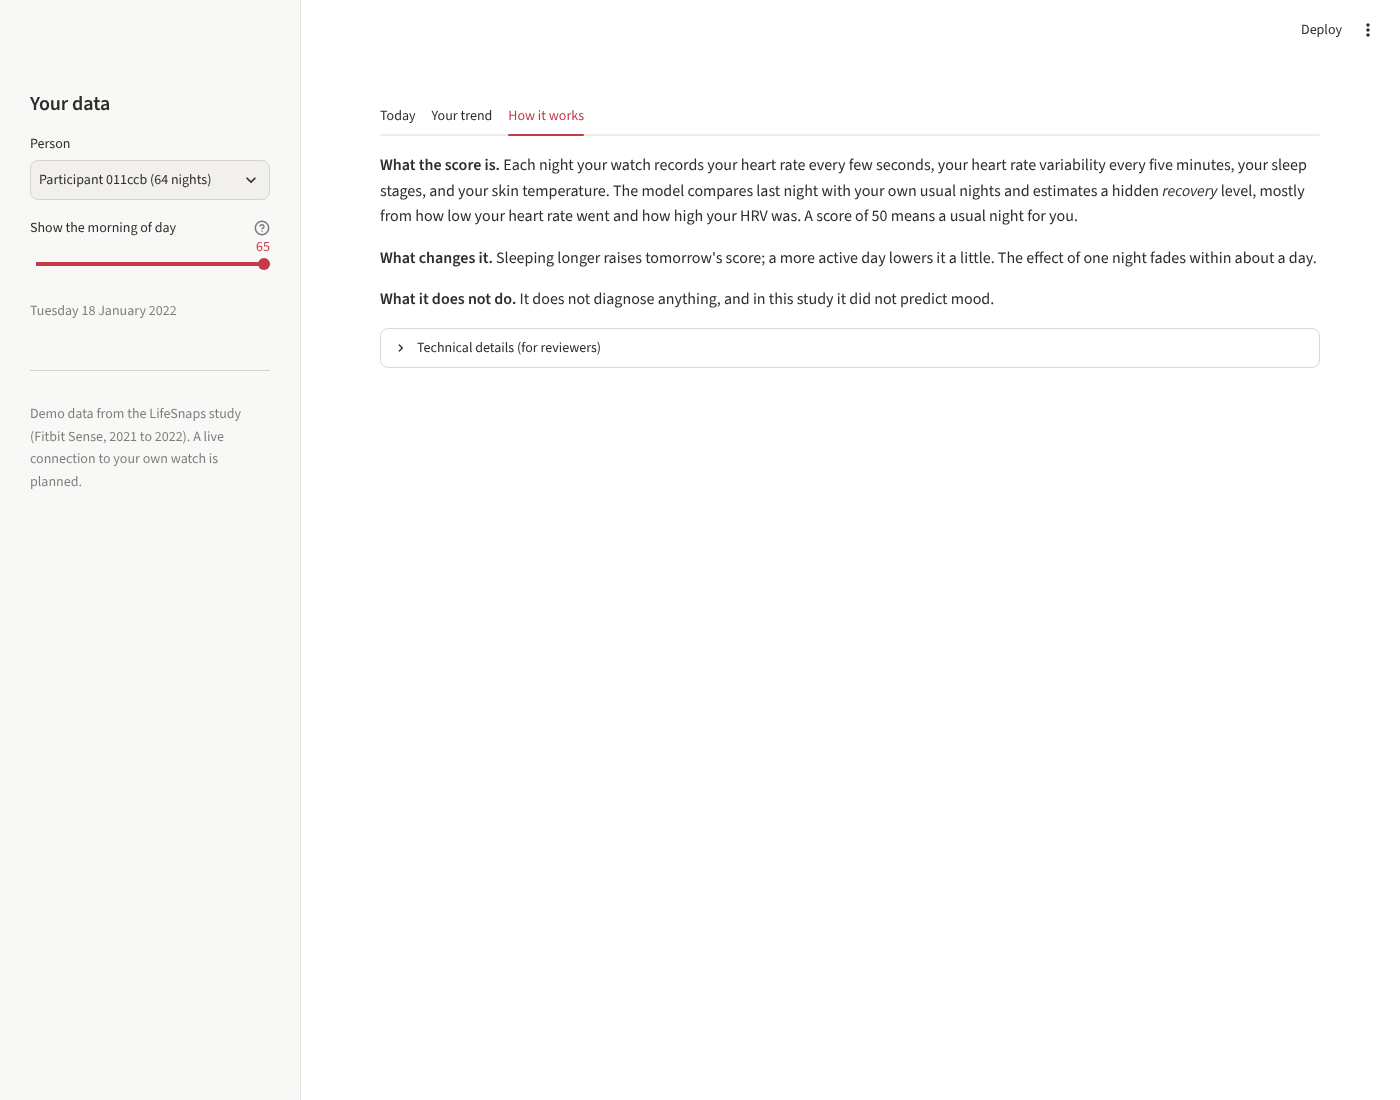 Deploy
Your data
Person
Participant 011ccb (64 nights)
Show the morning of day
65
Tuesday 18 January 2022
Demo data from the LifeSnaps study
(Fitbit Sense, 2021 to 2022). A live
connection to your own watch is
planned.
Today Your trend How it works
What the score is. Each night your watch records your heart rate every few seconds, your heart rate variability every five minutes, your sleep
stages, and your skin temperature. The model compares last night with your own usual nights and estimates a hidden recovery level, mostly
from how low your heart rate went and how high your HRV was. A score of 50 means a usual night for you.
What changes it. Sleeping longer raises tomorrow's score; a more active day lowers it a little. The effect of one night fades within about a day.
What it does not do. It does not diagnose anything, and in this study it did not predict mood.
Technical details (for reviewers)